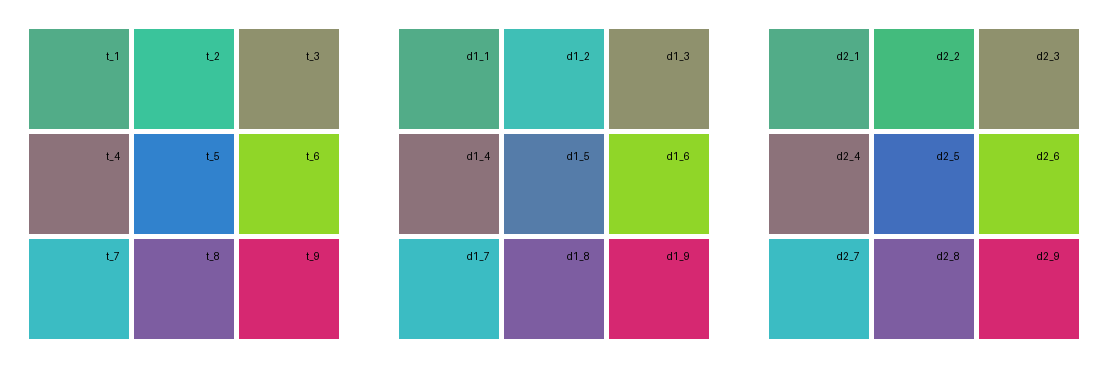 t_1 t_2 t_3 d1_1 d1_2 d1_3 d2_1 d2_2 d2_3
t_4 t_5 t_6 d1_4 d1_5 d1_6 d2_4 d2_5 d2_6
t_7 t_8 t_9 d1_7 d1_8 d1_9 d2_7 d2_8 d2_9